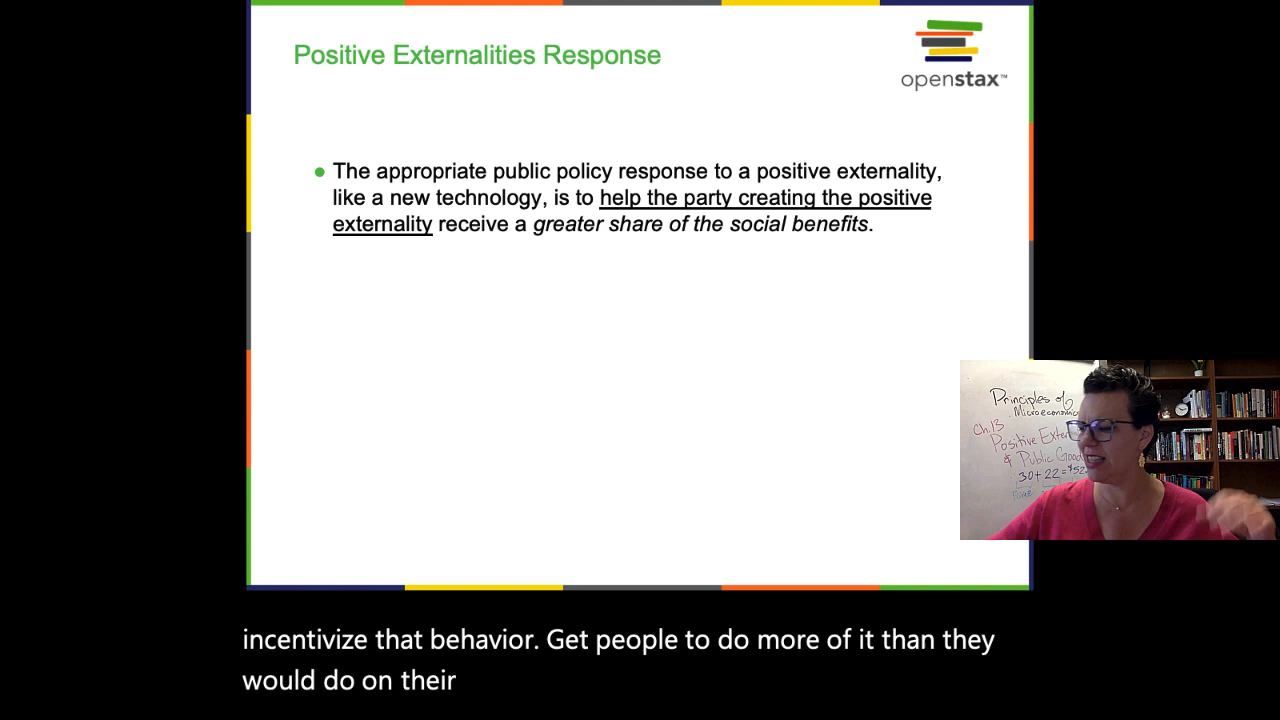 Positive Externalities Response
openstax™
The appropriate public policy response to a positive externality,
like a new technology, is to help the party creating the positive
externality receive a greater share of the social benefits.
Principles of
Microeconomics
Ch.13
Positive Exter
& Public Good
30+22=$52
incentivize that behavior. Get people to do more of it than they
would do on their